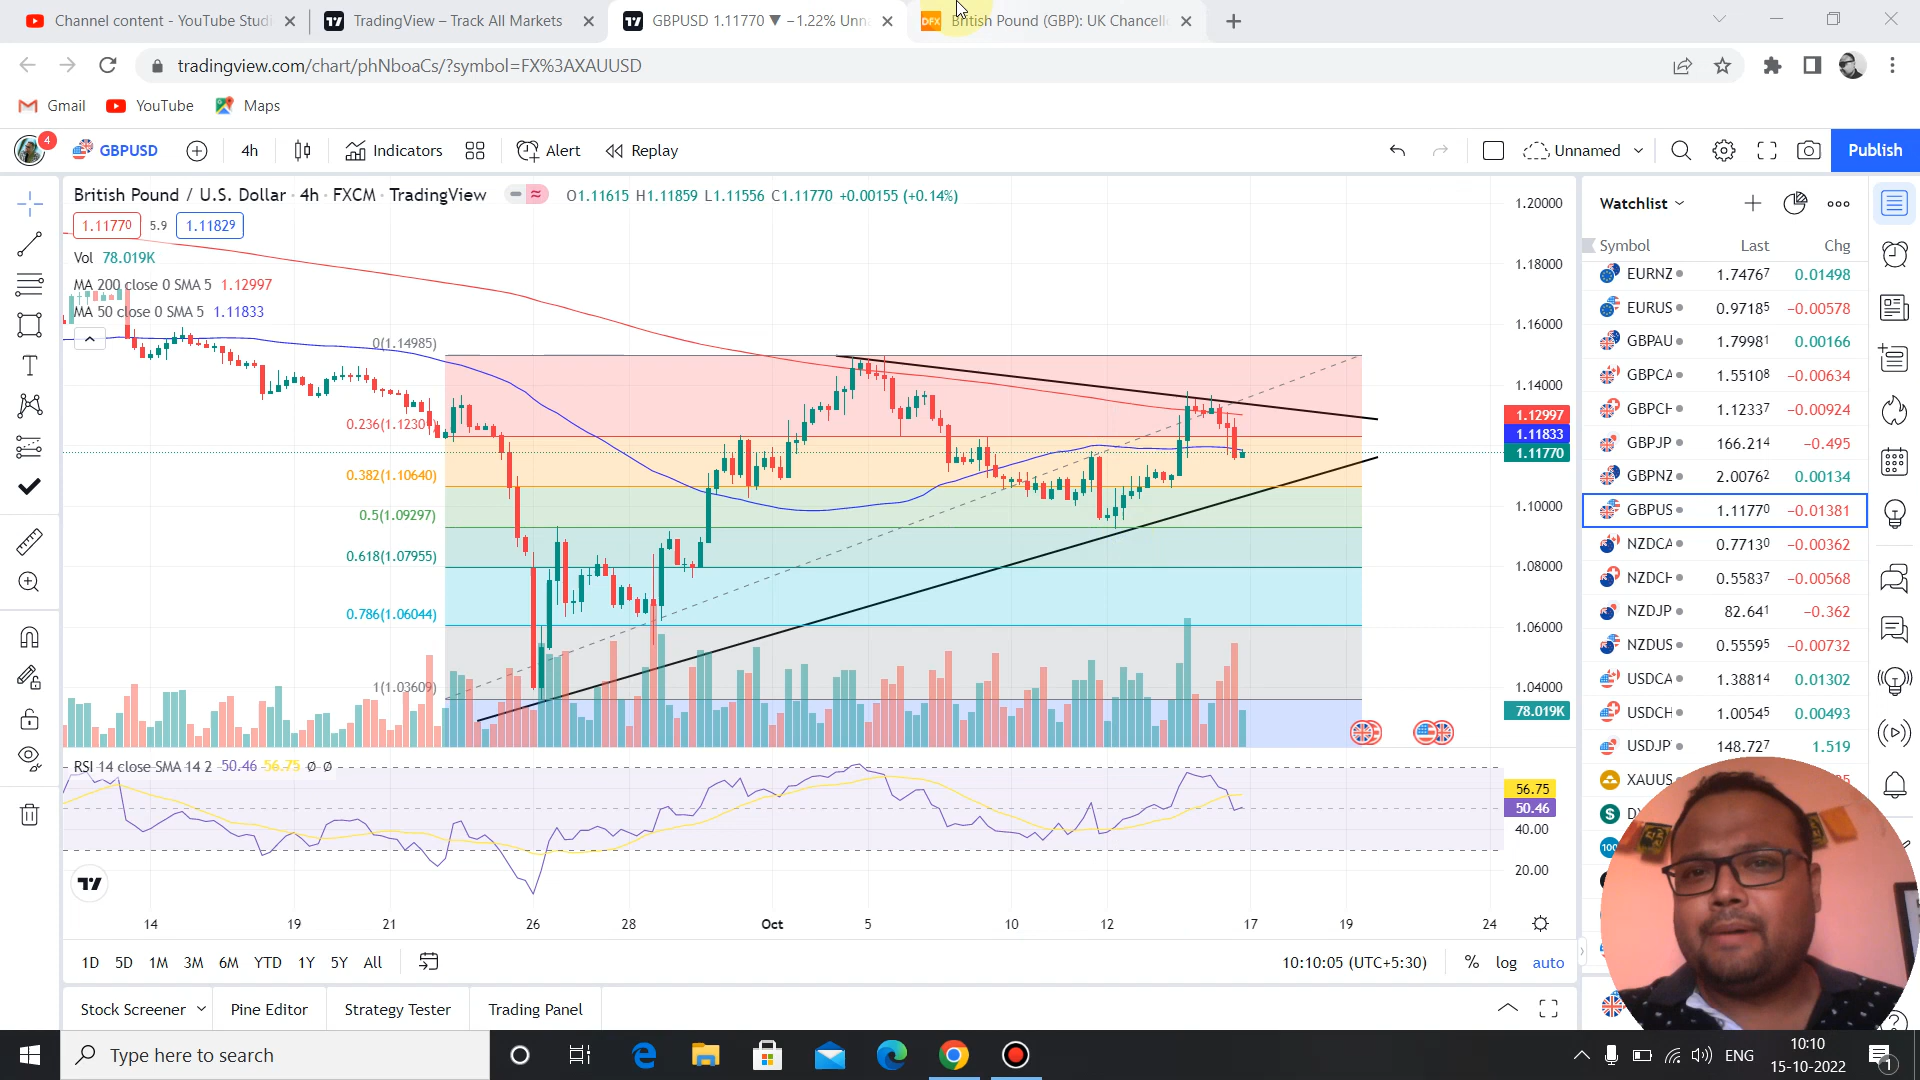 Channel content - YouTube Studi
TradingView – Track All Markets
GBPUSD 1.11770 ▼ −1.22% Unn
DFX British Pound (GBP): UK Chancell
tradingview.com/chart/phNboaCs/?symbol=FX%3AXAUUSD
Gmail YouTube Maps
4
GBPUSD 4h Indicators Alert Replay Unnamed Publish
British Pound / U.S. Dollar · 4h · FXCM · TradingView O1.11615 H1.11859 L1.11556 C1.11770 +0.00155 (+0.14%)
1.11770 5.9 1.11829
Vol 78.019K
MA 200 close 0 SMA 5 1.12997
MA 50 close 0 SMA 5 1.11833
0(1.14985)
0.382(1.10640)
0.5(1.09297)
0.618(1.07955)
0.786(1.06044)
1(1.03609)
1.20000
1.18000
1.16000
1.14000
1.12997
1.11833
1.11770
1.10000
1.08000
1.06000
1.04000
78.019K
RSI 14 close SMA 14 2 50.46 56.75 Ø Ø
56.75
50.46
40.00
20.00
14 19 21 26 28 Oct 5 10 12 17 19 24
1D 5D 1M 3M 6M YTD 1Y 5Y All
10:10:05 (UTC+5:30) % log auto
Stock Screener Pine Editor Strategy Tester Trading Panel
Watchlist
Symbol Last Chg
EURNZ 1.74767 0.01498
EURUS 0.97185 −0.00578
GBPAU 1.79981 0.00166
GBPCA 1.55108 −0.00634
GBPCH 1.12337 −0.00924
GBPJP 166.214 −0.495
GBPNZ 2.00762 0.00134
GBPUS 1.11770 −0.01381
NZDCA 0.77130 −0.00362
NZDCH 0.55837 −0.00568
NZDJP 82.641 −0.362
NZDUS 0.55595 −0.00732
USDCA 1.38814 0.01302
USDCH 1.00545 0.00493
USDJP 148.727 1.519
XAUUS
100
Type here to search
ENG
10:10
15-10-2022
1